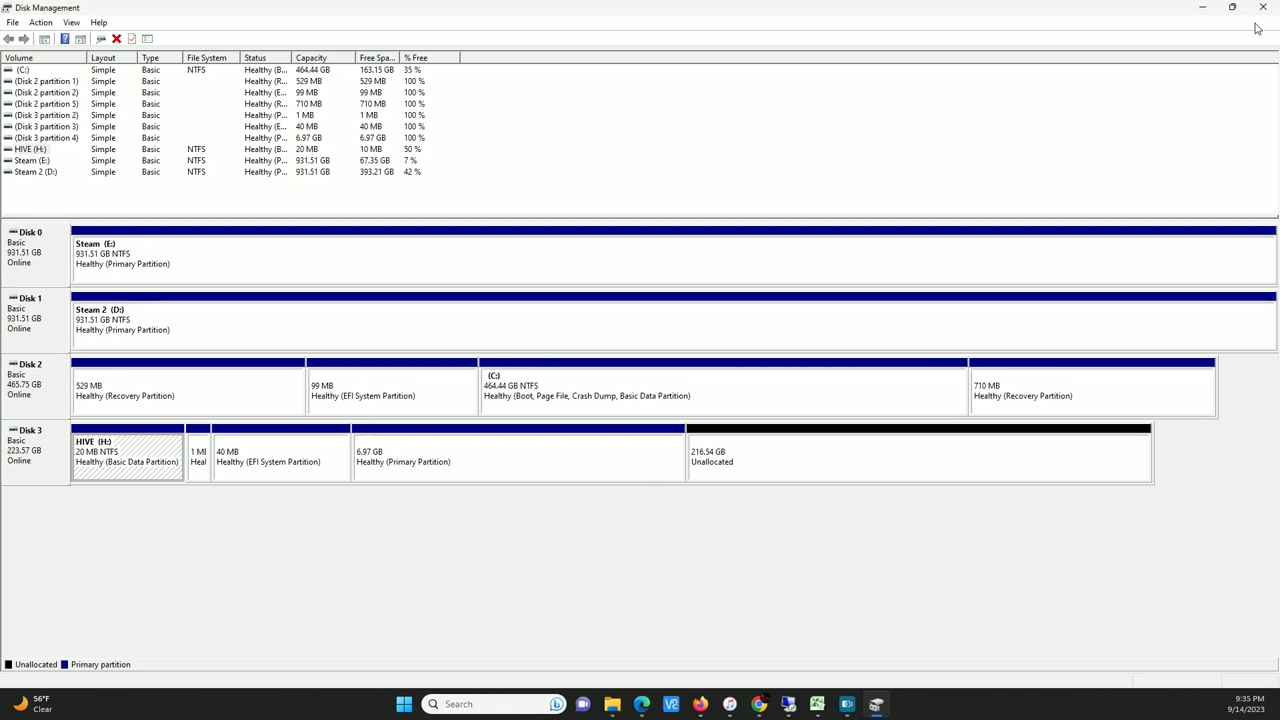 Disk Management
File Action View Help
Volume Layout Type File System Status Capacity Free Spa... % Free
(C:) Simple Basic NTFS Healthy (B... 464.44 GB 163.15 GB 35 %
(Disk 2 partition 1) Simple Basic Healthy (R... 529 MB 529 MB 100 %
(Disk 2 partition 2) Simple Basic Healthy (E... 99 MB 99 MB 100 %
(Disk 2 partition 5) Simple Basic Healthy (R... 710 MB 710 MB 100 %
(Disk 3 partition 2) Simple Basic Healthy (P... 1 MB 1 MB 100 %
(Disk 3 partition 3) Simple Basic Healthy (E... 40 MB 40 MB 100 %
(Disk 3 partition 4) Simple Basic Healthy (P... 6.97 GB 6.97 GB 100 %
HIVE (H:) Simple Basic NTFS Healthy (B... 20 MB 10 MB 50 %
Steam (E:) Simple Basic NTFS Healthy (P... 931.51 GB 67.35 GB 7 %
Steam 2 (D:) Simple Basic NTFS Healthy (P... 931.51 GB 393.21 GB 42 %
Disk 0
Basic
931.51 GB
Online
Steam (E:)
931.51 GB NTFS
Healthy (Primary Partition)
Disk 1
Basic
931.51 GB
Online
Steam 2 (D:)
931.51 GB NTFS
Healthy (Primary Partition)
Disk 2
Basic
465.75 GB
Online
529 MB
Healthy (Recovery Partition)
99 MB
Healthy (EFI System Partition)
(C:)
464.44 GB NTFS
Healthy (Boot, Page File, Crash Dump, Basic Data Partition)
710 MB
Healthy (Recovery Partition)
Disk 3
Basic
223.57 GB
Online
HIVE (H:)
20 MB NTFS
Healthy (Basic Data Partition)
1 ME
Heal
40 MB
Healthy (EFI System Partition)
6.97 GB
Healthy (Primary Partition)
216.54 GB
Unallocated
Unallocated Primary partition
56°F
Clear
Search
9:35 PM
9/14/2023